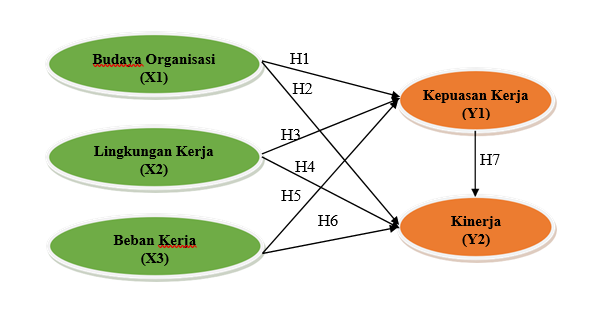 Budaya Organisasi
(X1)
H1
H2
Kepuasan Kerja
(Y1)
H3
Lingkungan Kerja
(X2)
H4
H7
H5
H6
Kinerja
(Y2)
Beban Kerja
(X3)